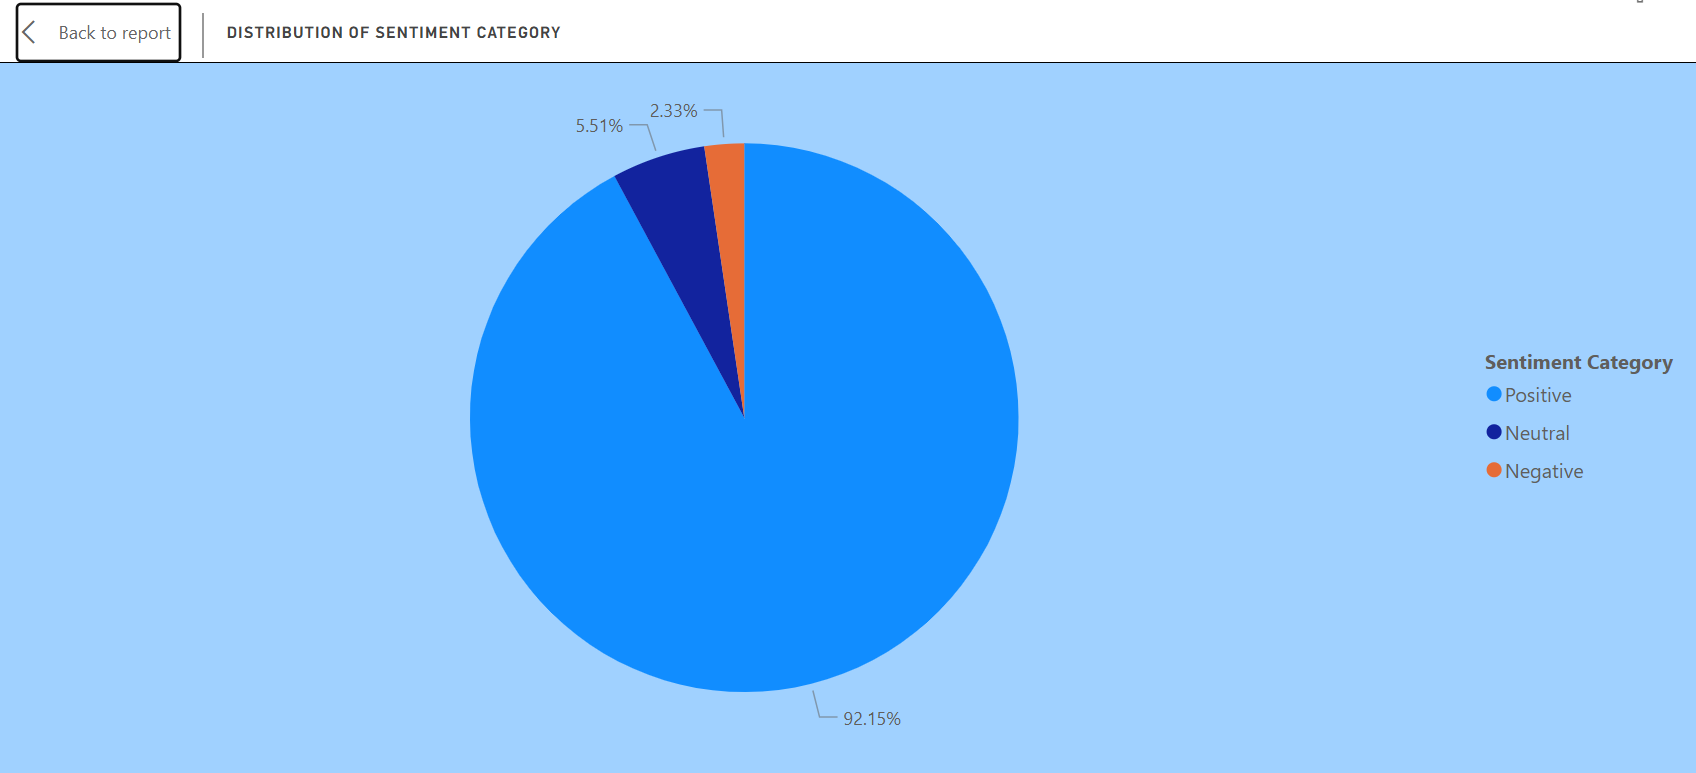 Back to report
DISTRIBUTION OF SENTIMENT CATEGORY
2.33%
5.51%
Sentiment Category
Positive
Neutral
Negative
92.15%